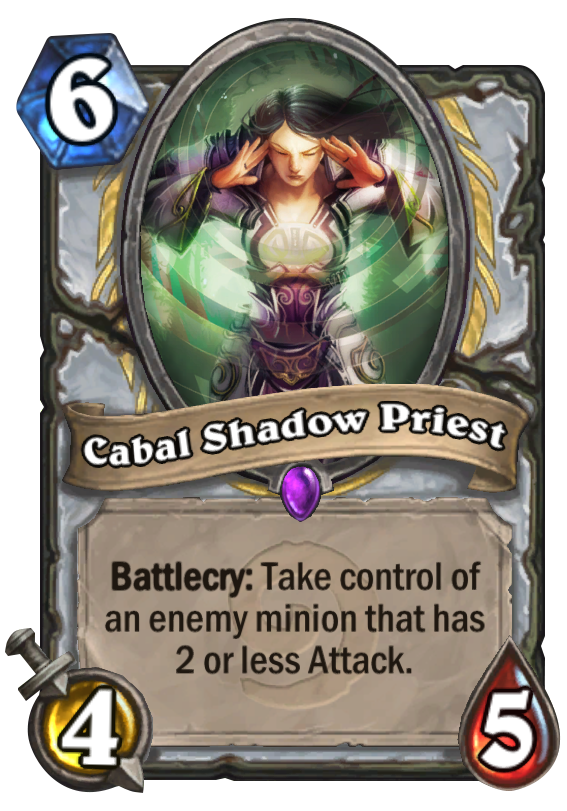 6
Cabal Shadow Priest
Battlecry: Take control of
an enemy minion that has
2 or less Attack.
4
5